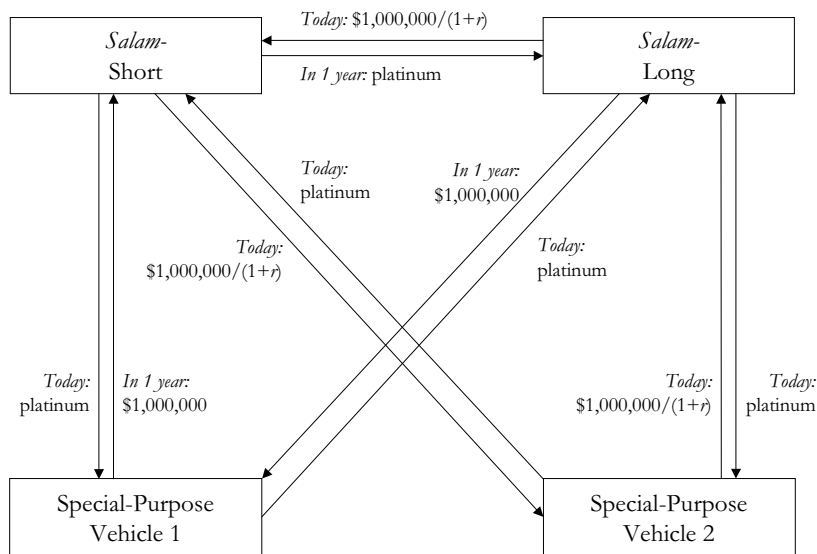 Today: $1,000,000/(1+r)
Salam-
Short
Salam-
Long
In 1 year: platinum
Today:
platinum
In 1 year:
$1,000,000
Today:
$1,000,000/(1+r)
Today:
platinum
Today:
platinum
In 1 year:
$1,000,000
Today:
$1,000,000/(1+r)
Today:
platinum
Special-Purpose
Vehicle 1
Special-Purpose
Vehicle 2